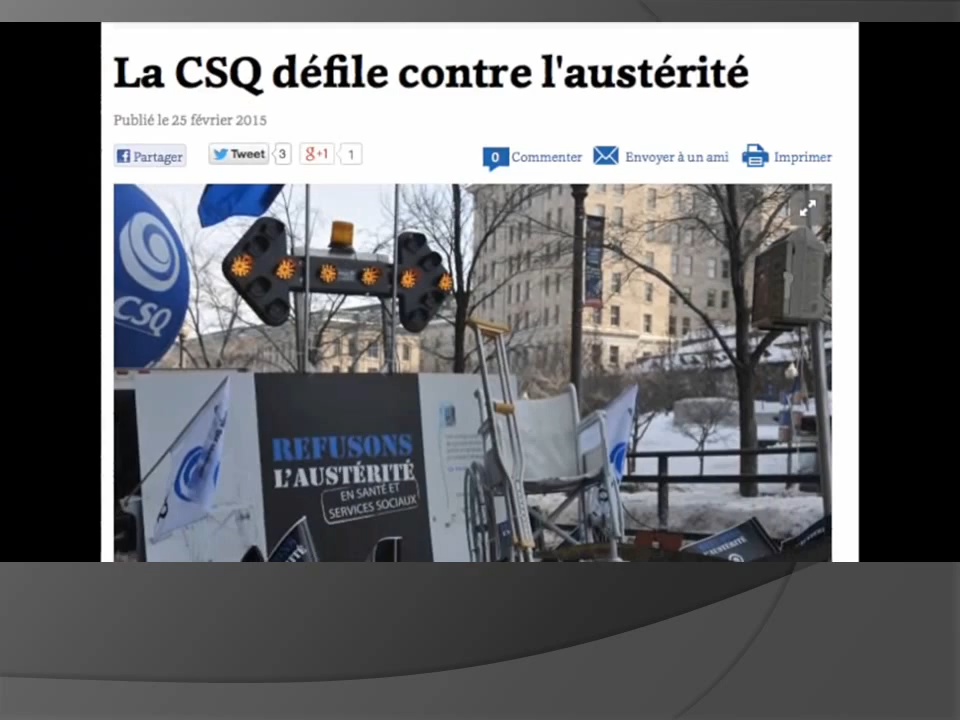 La CSQ défile contre l'austérité
Publié le 25 février 2015
Partager Tweet 3 g+1 1 0 Commenter Envoyer à un ami Imprimer
CSQ
REFUSONS
L'AUSTÉRITÉ
EN SANTÉ ET
SERVICES SOCIAUX